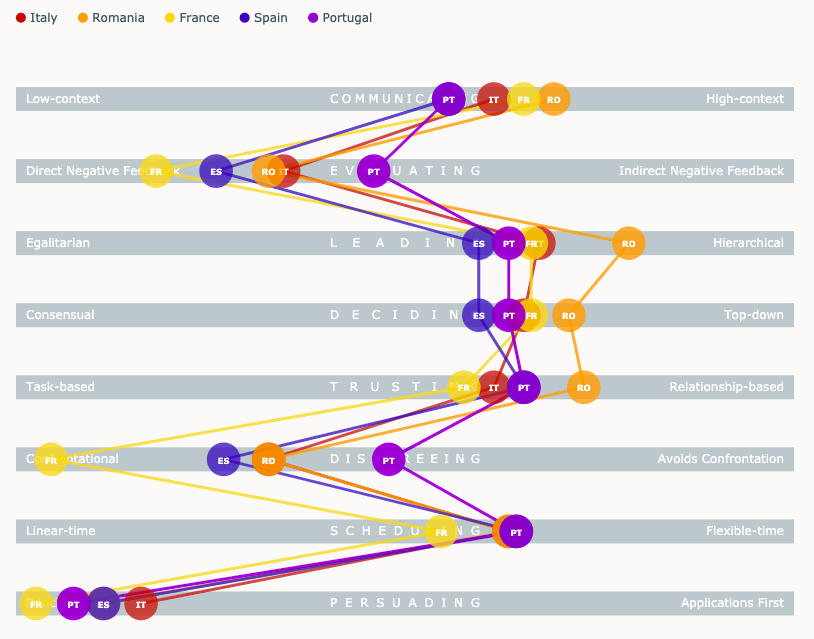 Italy Romania France Spain Portugal
Low-context PT IT FR RO High-context
Direct Negative FR ES RO PT Indirect Negative Feedback
Egalitarian ES PT FR RO Hierarchical
Consensual ES PT FR RO Top-down
Task-based FR IT PT RO Relationship-based
FR ES RO PT Avoids Confrontation
Linear-time FR PT Flexible-time
FR PT ES IT PERSUADING Applications First